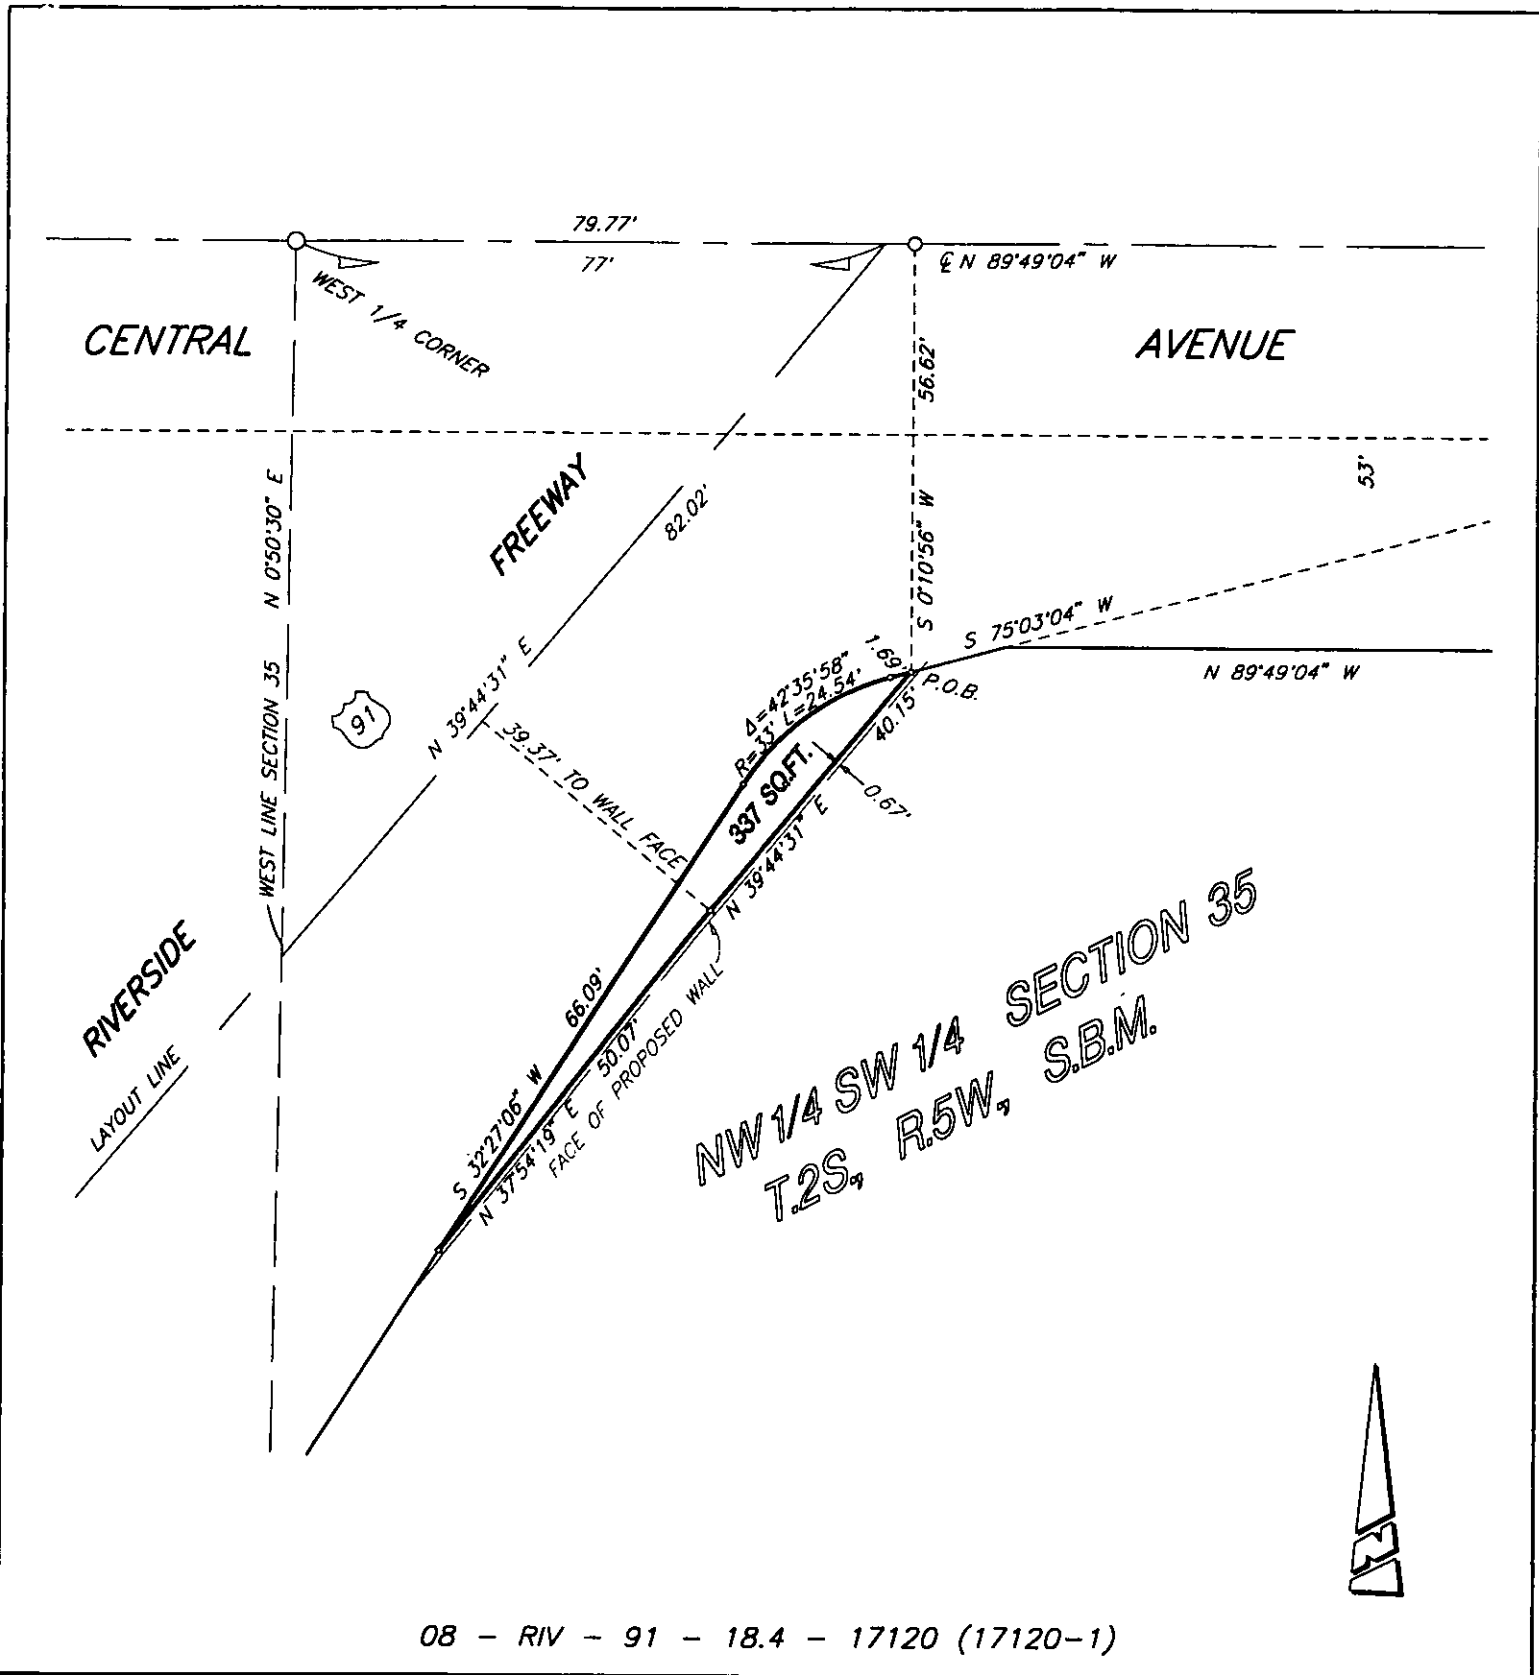 79.77'
77'
℄ N 89°49'04" W
WEST 1/4 CORNER
CENTRAL
AVENUE
56.62'
S 0°10'56" W
53'
WEST LINE SECTION 35 N 0°50'30" E
FREEWAY
82.02'
N 39°44'31" E
91
39.37' TO WALL FACE
Δ=42°35'58"
R=33' L=24.54'
1.69'
S 75°03'04" W
P.O.B.
N 89°49'04" W
40.15'
337 SQ.FT.
0.67'
N 39°44'31" E
RIVERSIDE
LAYOUT LINE
66.09'
S 32°27'06" W
50.07'
N 37°54'19" E
FACE OF PROPOSED WALL
NW 1/4 SW 1/4 SECTION 35
T.2S., R.5W., S.B.M.
N
08 - RIV - 91 - 18.4 - 17120 (17120-1)